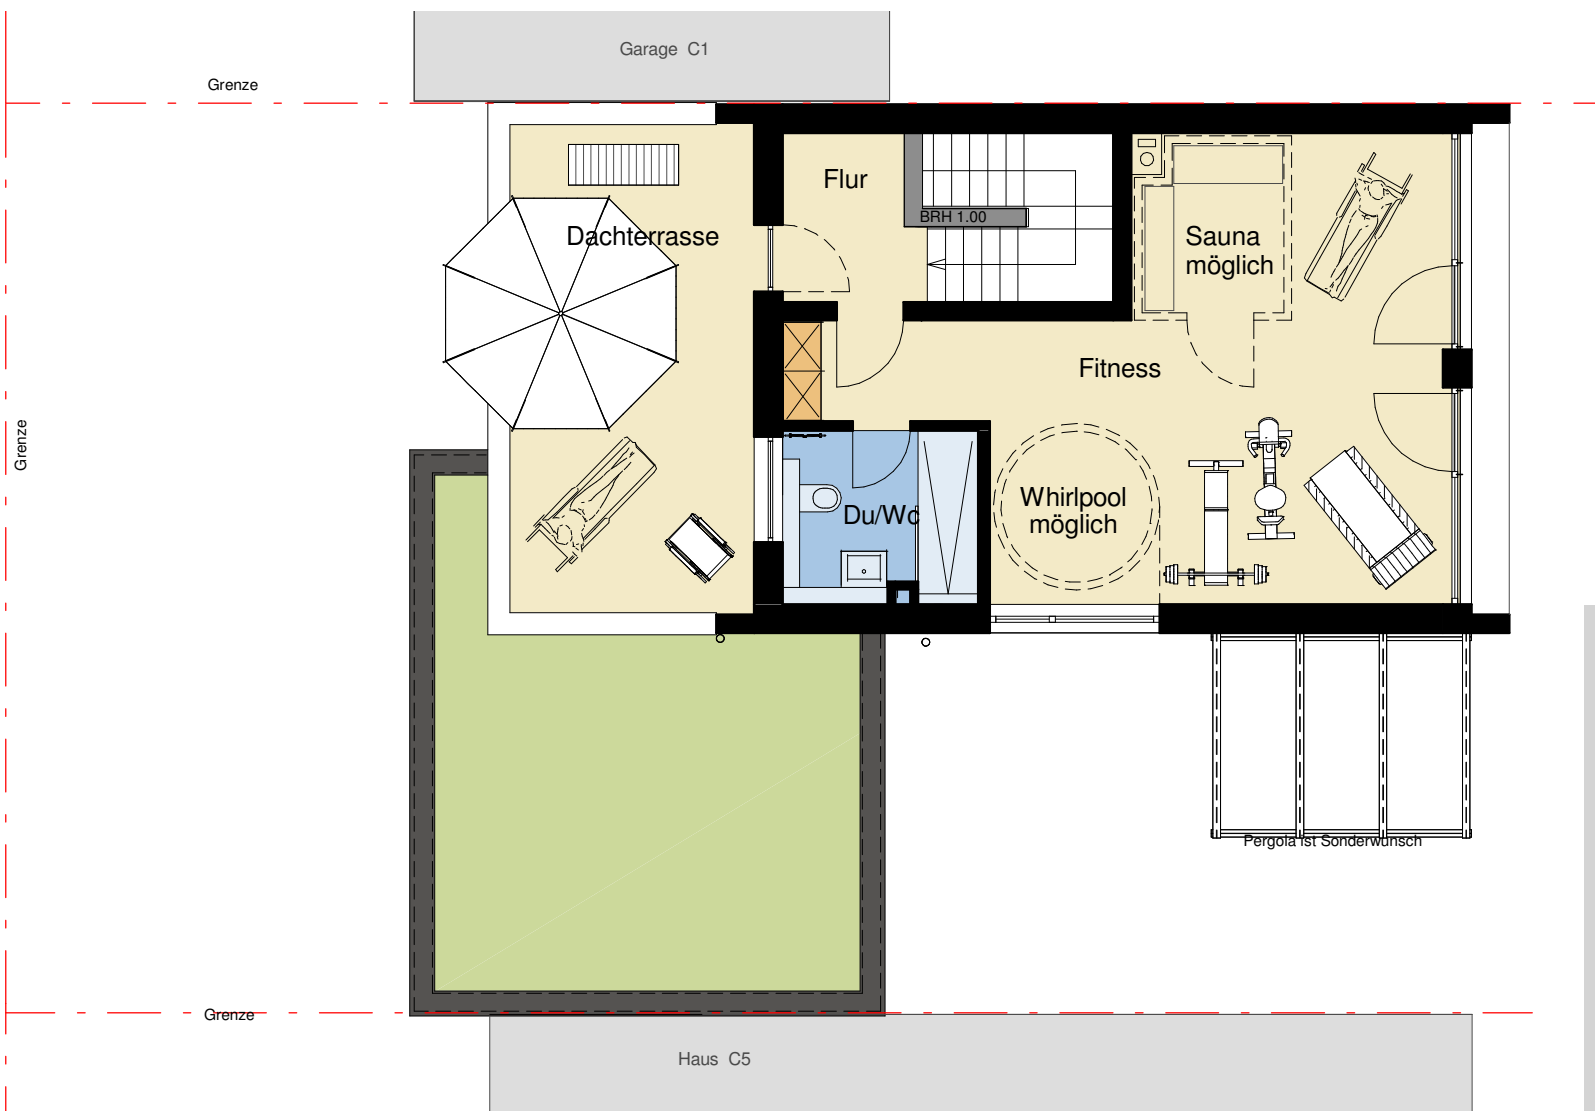 Garage C1
Grenze
Flur
BRH 1.00
Dachterrasse
Sauna
möglich
Fitness
Grenze
Whirlpool
möglich
Du/Wc
Pergola ist Sonderwunsch
Grenze
Haus C5